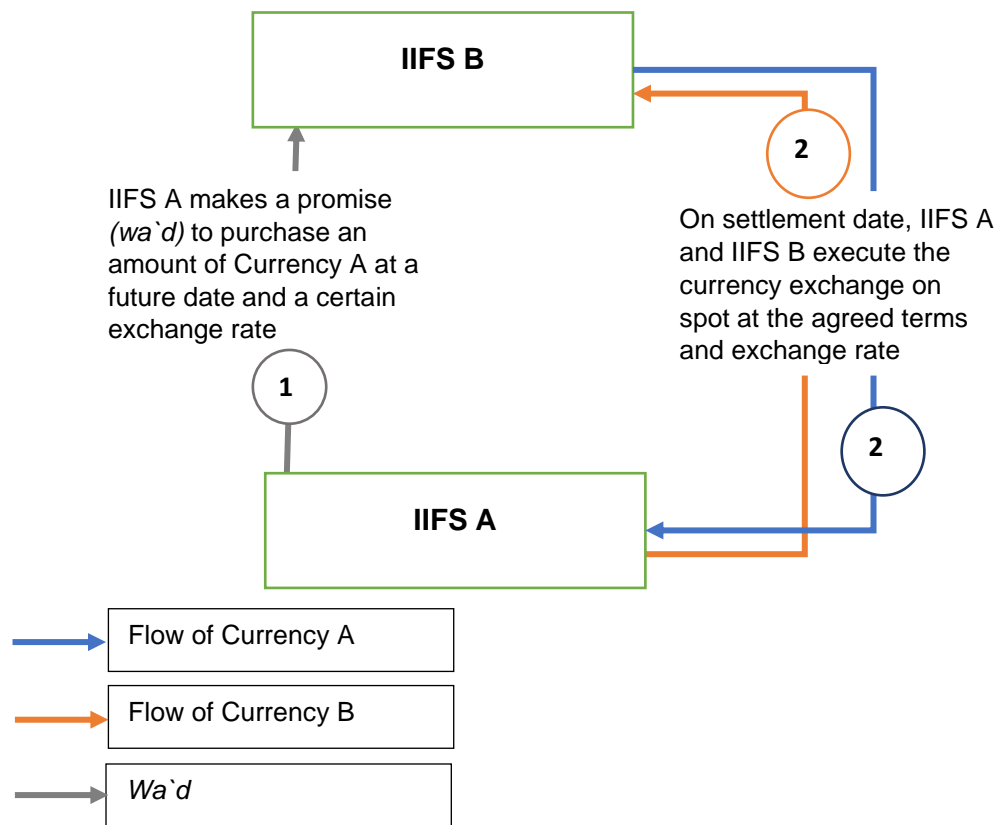 IIFS B
2
IIFS A makes a promise
(wa`d) to purchase an
amount of Currency A at a
future date and a certain
exchange rate
On settlement date, IIFS A
and IIFS B execute the
currency exchange on
spot at the agreed terms
and exchange rate
1
2
IIFS A
Flow of Currency A
Flow of Currency B
Wa`d